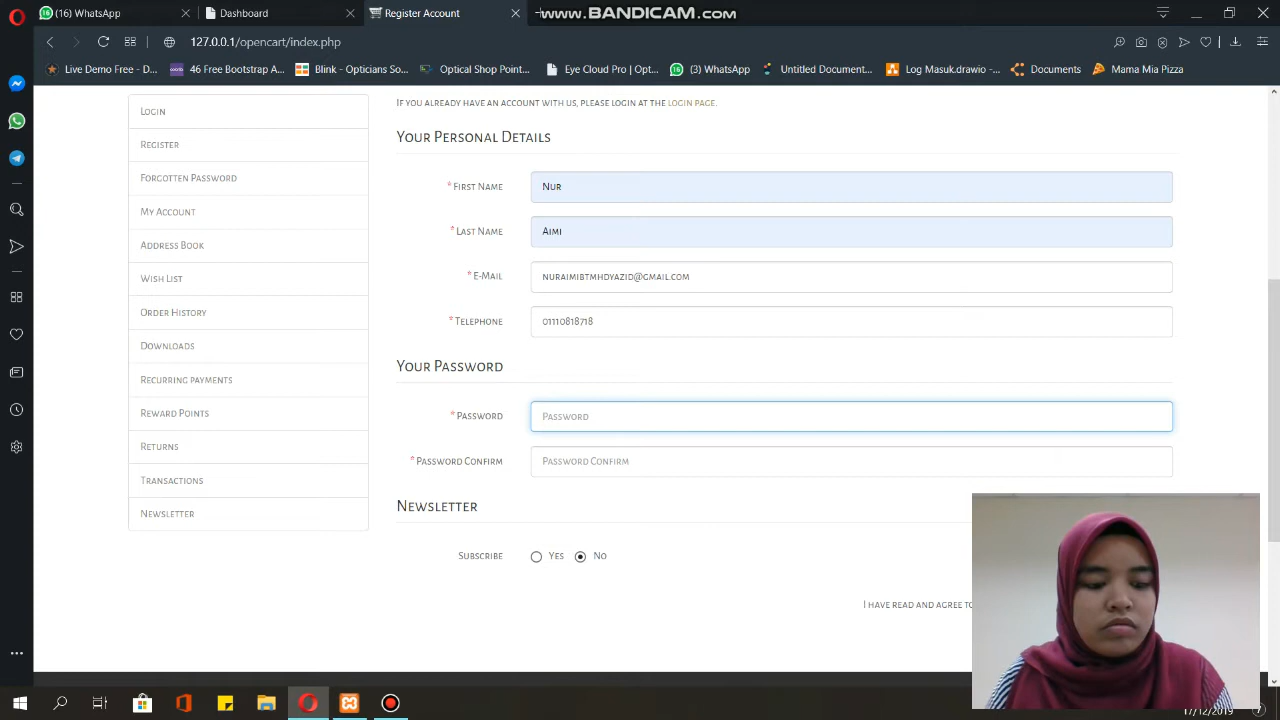 (16) WhatsApp
Dashboard
Register Account
www.BANDICAM.com
127.0.0.1/opencart/index.php
Live Demo Free - D...
46 Free Bootstrap A...
Blink - Opticians So...
Optical Shop Point...
Eye Cloud Pro | Opt...
(3) WhatsApp
Untitled Documen...
Log Masuk.drawio -...
Documents
Mama Mia Pizza
If you already have an account with us, please login at the login page.
Login
Register
Forgotten Password
My Account
Address Book
Wish List
Order History
Downloads
Recurring payments
Reward Points
Returns
Transactions
Newsletter
Your Personal Details
* First Name
Nur
* Last Name
Aimi
* E-Mail
nuraimibtmhdyazid@gmail.com
* Telephone
01110818718
Your Password
* Password
Password
* Password Confirm
Password Confirm
Newsletter
Subscribe
Yes
No
I have read and agree to
17/12/2019